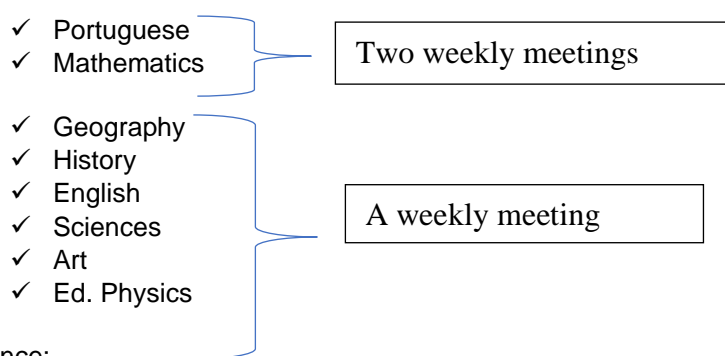 ✓ Portuguese
✓ Mathematics
Two weekly meetings
✓ Geography
✓ History
✓ English
✓ Sciences
✓ Art
✓ Ed. Physics
A weekly meeting